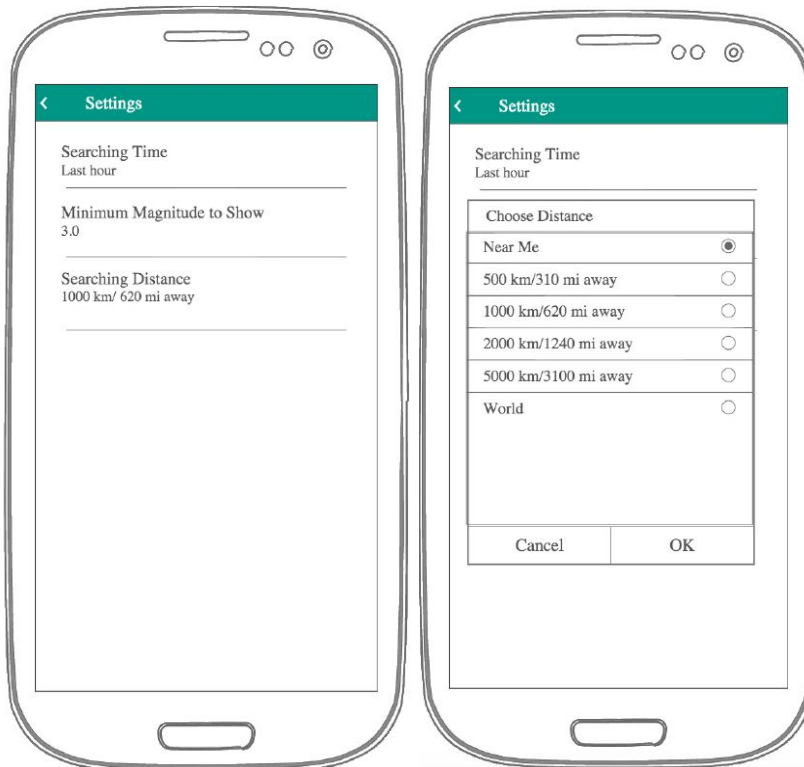 Settings
Searching Time
Last hour
Minimum Magnitude to Show
3.0
Searching Distance
1000 km/ 620 mi away
Settings
Searching Time
Last hour
Choose Distance
Near Me
500 km/310 mi away
1000 km/620 mi away
2000 km/1240 mi away
5000 km/3100 mi away
World
Cancel OK